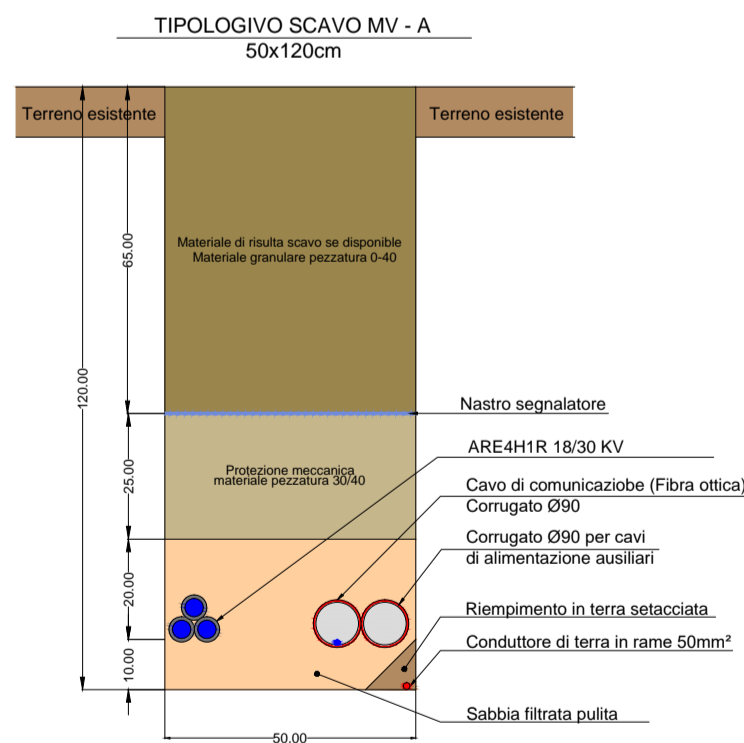 TIPOLOGIVO SCAVO MV - A
50x120cm
Terreno esistente
Terreno esistente
Materiale di risulta scavo se disponible
Materiale granulare pezzatura 0-40
65.00
120.00
Nastro segnalatore
ARE4H1R 18/30 KV
Protezione meccanica
materiale pezzatura 30/40
25.00
Cavo di comunicaziobe (Fibra ottica)
Corrugato Ø90
Corrugato Ø90 per cavi
di alimentazione ausiliari
20.00
Riempimento in terra setacciata
Conduttore di terra in rame 50mm²
10.00
Sabbia filtrata pulita
50.00